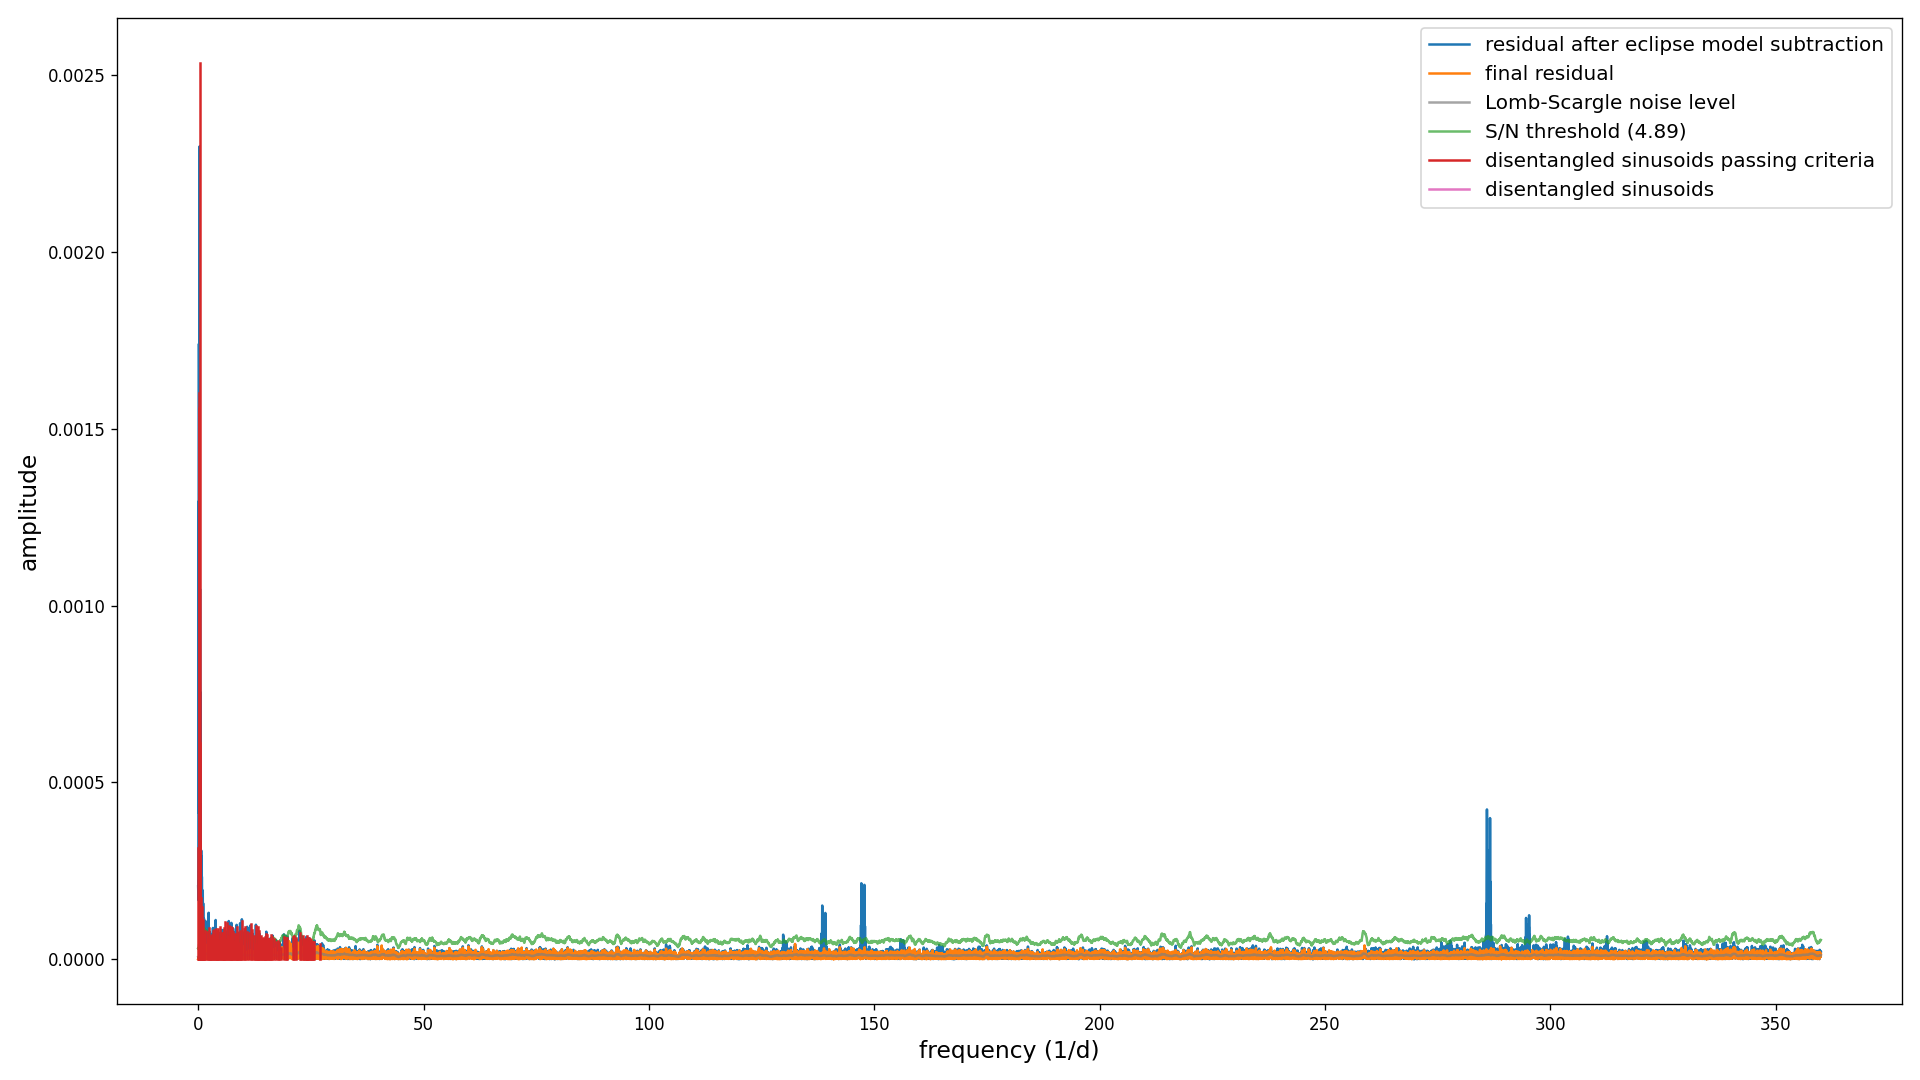 residual after eclipse model subtraction
final residual
Lomb-Scargle noise level
S/N threshold (4.89)
disentangled sinusoids passing criteria
disentangled sinusoids
0.0025
0.0020
0.0015
0.0010
0.0005
0.0000
amplitude
0 50 100 150 200 250 300 350
frequency (1/d)